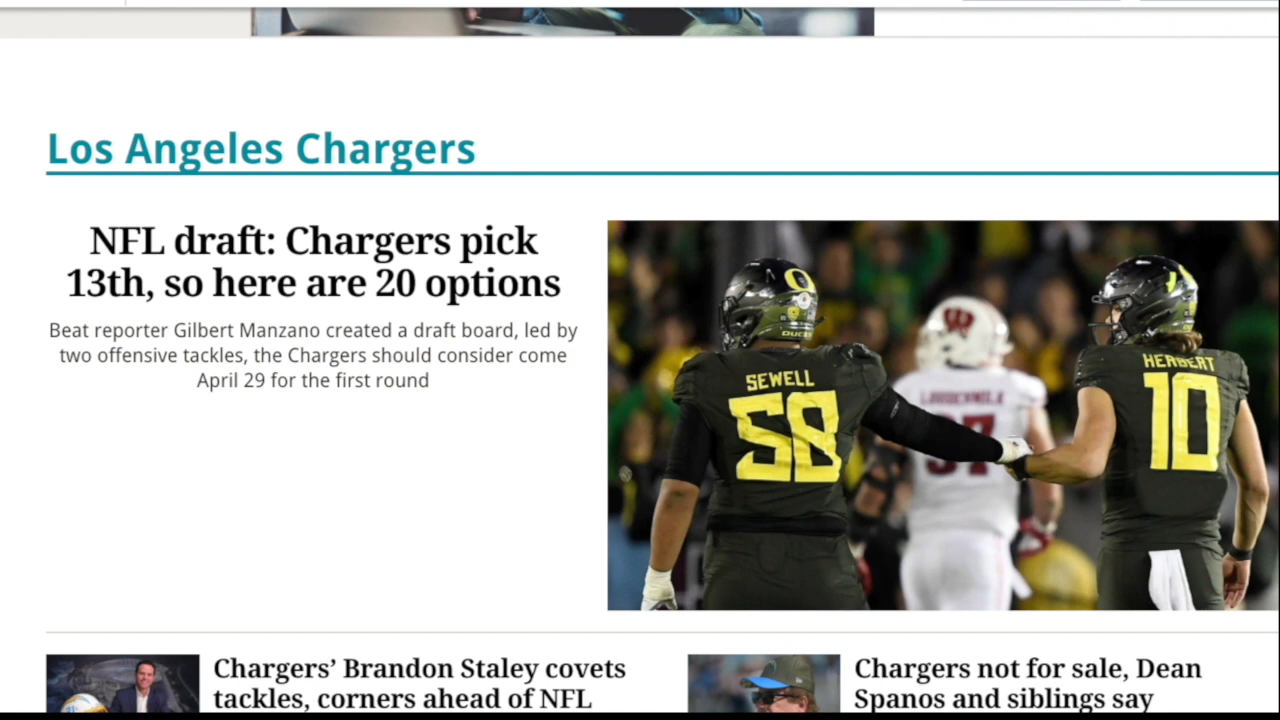 Los Angeles Chargers
NFL draft: Chargers pick
13th, so here are 20 options
Beat reporter Gilbert Manzano created a draft board, led by
two offensive tackles, the Chargers should consider come
April 29 for the first round
SEWELL
58
HERBERT
10
W
37
O
DUCKS
Chargers’ Brandon Staley covets
tackles, corners ahead of NFL
Chargers not for sale, Dean
Spanos and siblings say